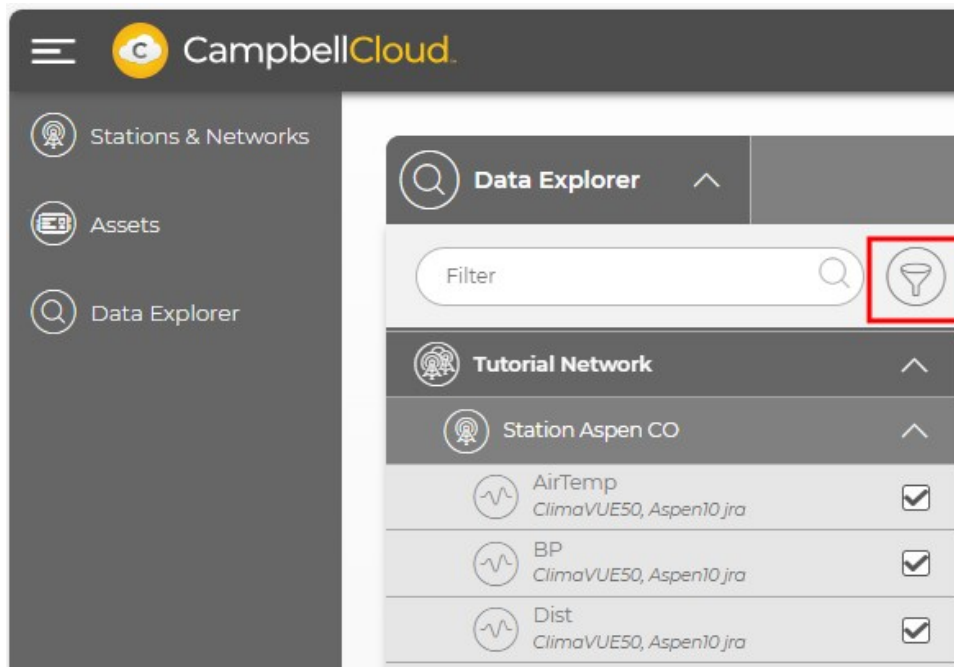 C CampbellCloud™
Stations & Networks
Assets
Data Explorer
Data Explorer
Filter
Tutorial Network
Station Aspen CO
AirTemp
ClimaVUE50, Aspen10 jra
BP
ClimaVUE50, Aspen10 jra
Dist
ClimaVUE50, Aspen10 jra